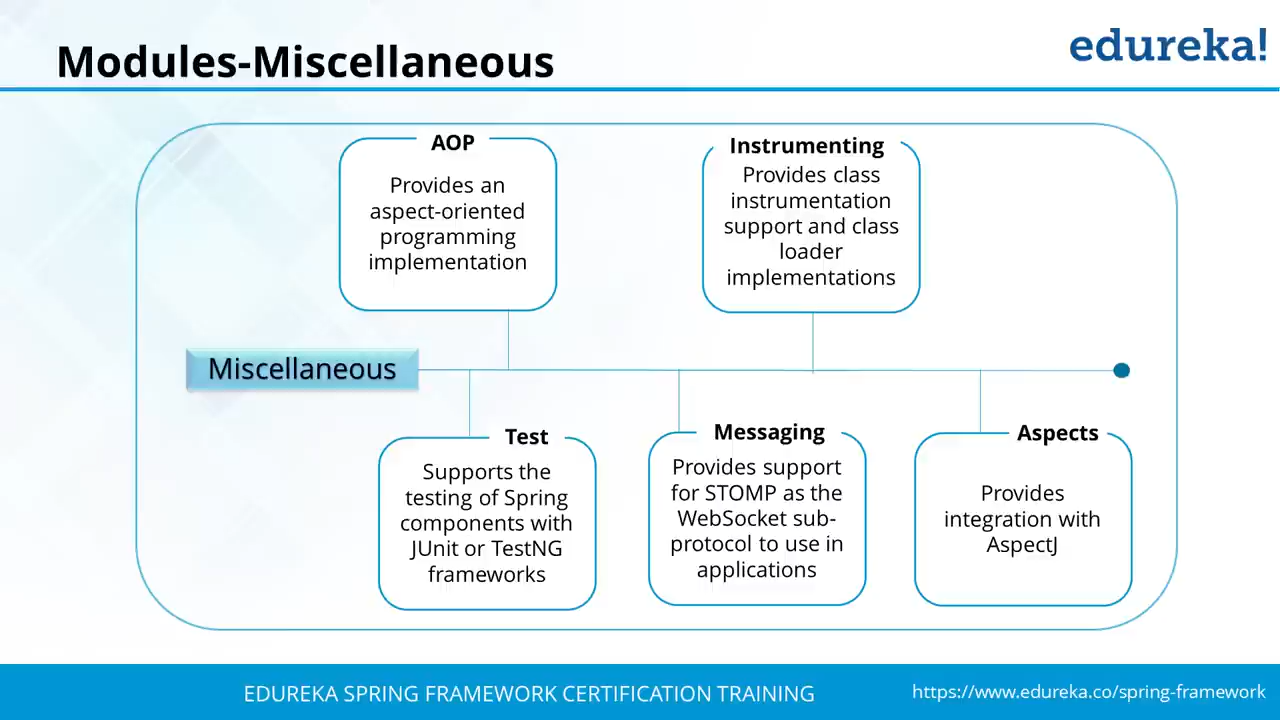 Modules-Miscellaneous
edureka!
AOP
Provides an
aspect-oriented
programming
implementation
Instrumenting
Provides class
instrumentation
support and class
loader
implementations
Miscellaneous
Test
Supports the
testing of Spring
components with
JUnit or TestNG
frameworks
Messaging
Provides support
for STOMP as the
WebSocket sub-
protocol to use in
applications
Aspects
Provides
integration with
AspectJ
EDUREKA SPRING FRAMEWORK CERTIFICATION TRAINING
https://www.edureka.co/spring-framework